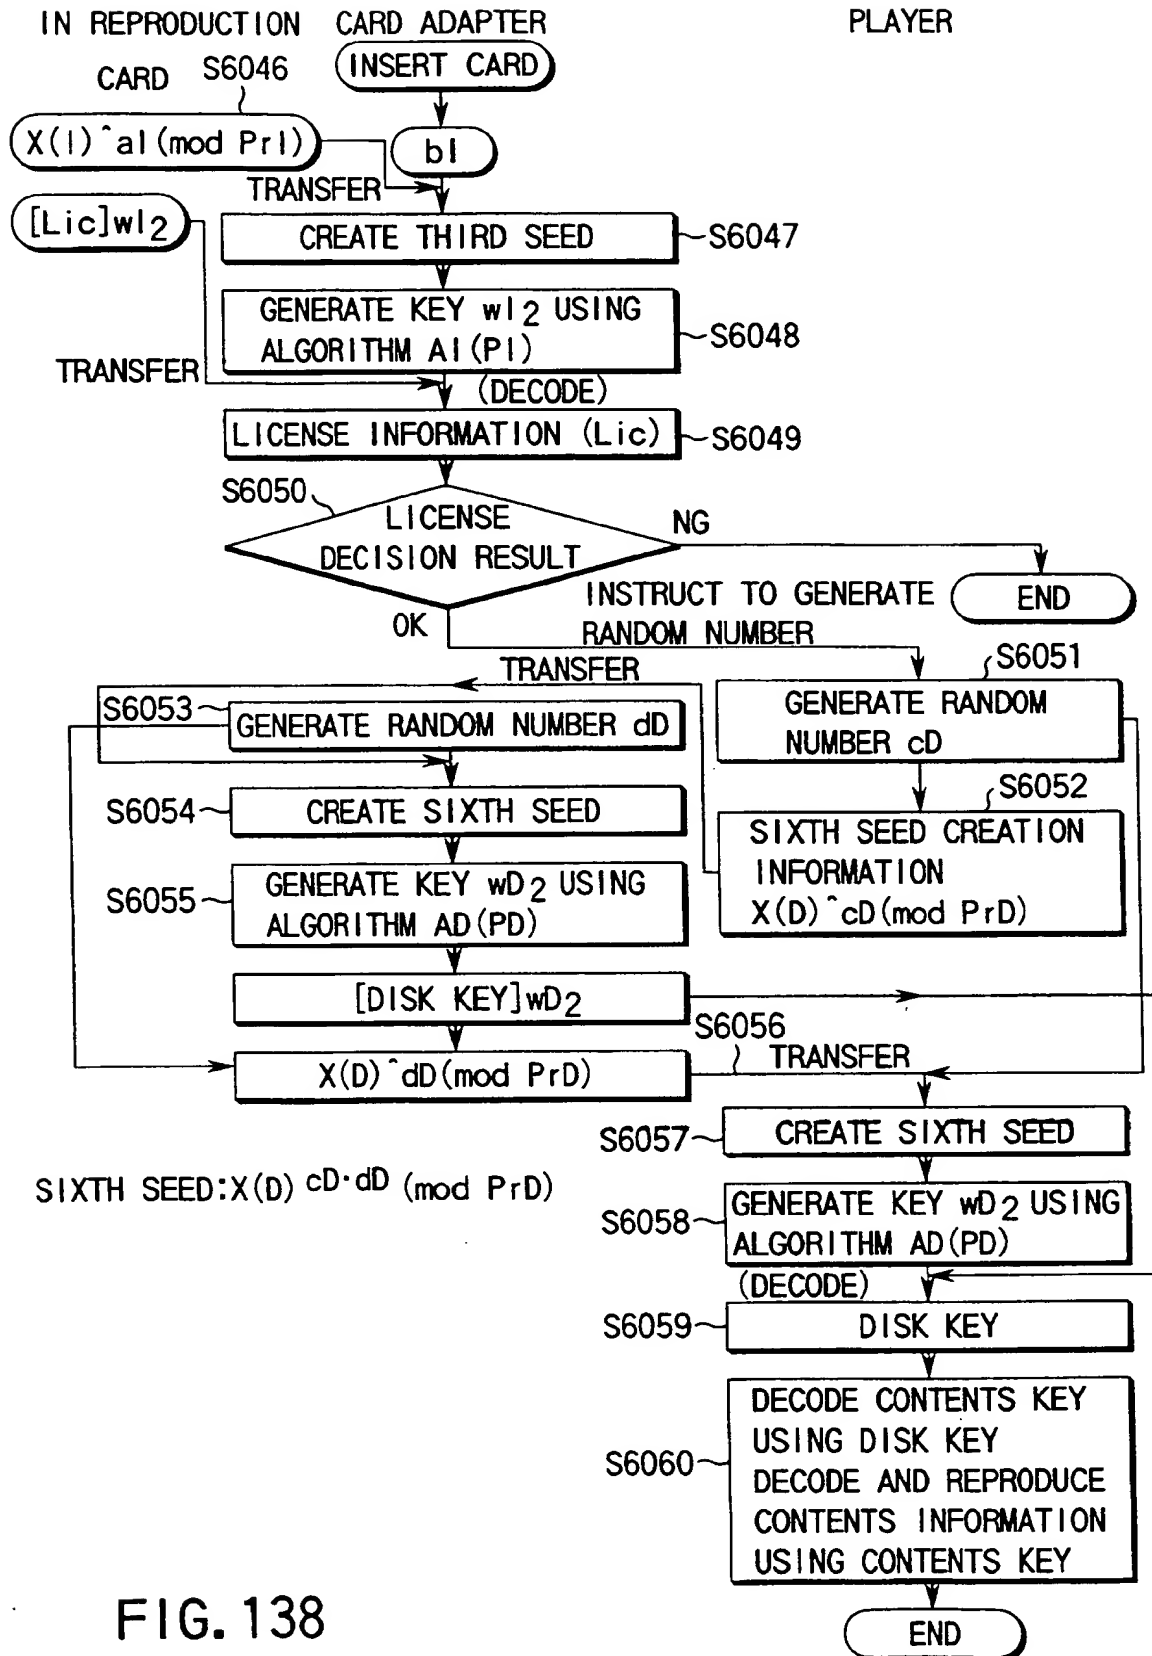 IN REPRODUCTION CARD ADAPTER PLAYER
CARD S6046 INSERT CARD
X(I)^aI(mod PrI) bI
TRANSFER
[Lic]wI2
CREATE THIRD SEED S6047
GENERATE KEY wI2 USING
ALGORITHM AI(PI) S6048
TRANSFER
(DECODE)
LICENSE INFORMATION (Lic) S6049
S6050
LICENSE
DECISION RESULT
NG
END
OK
INSTRUCT TO GENERATE
RANDOM NUMBER
TRANSFER
S6051
GENERATE RANDOM
NUMBER cD
S6053 GENERATE RANDOM NUMBER dD
S6052
SIXTH SEED CREATION
INFORMATION
X(D)^cD(mod PrD)
S6054 CREATE SIXTH SEED
S6055 GENERATE KEY wD2 USING
ALGORITHM AD(PD)
[DISK KEY]wD2
S6056
TRANSFER
X(D)^dD(mod PrD)
S6057 CREATE SIXTH SEED
SIXTH SEED:X(D) cD·dD (mod PrD)
S6058 GENERATE KEY wD2 USING
ALGORITHM AD(PD)
(DECODE)
S6059 DISK KEY
S6060 DECODE CONTENTS KEY
USING DISK KEY
DECODE AND REPRODUCE
CONTENTS INFORMATION
USING CONTENTS KEY
END
FIG.138